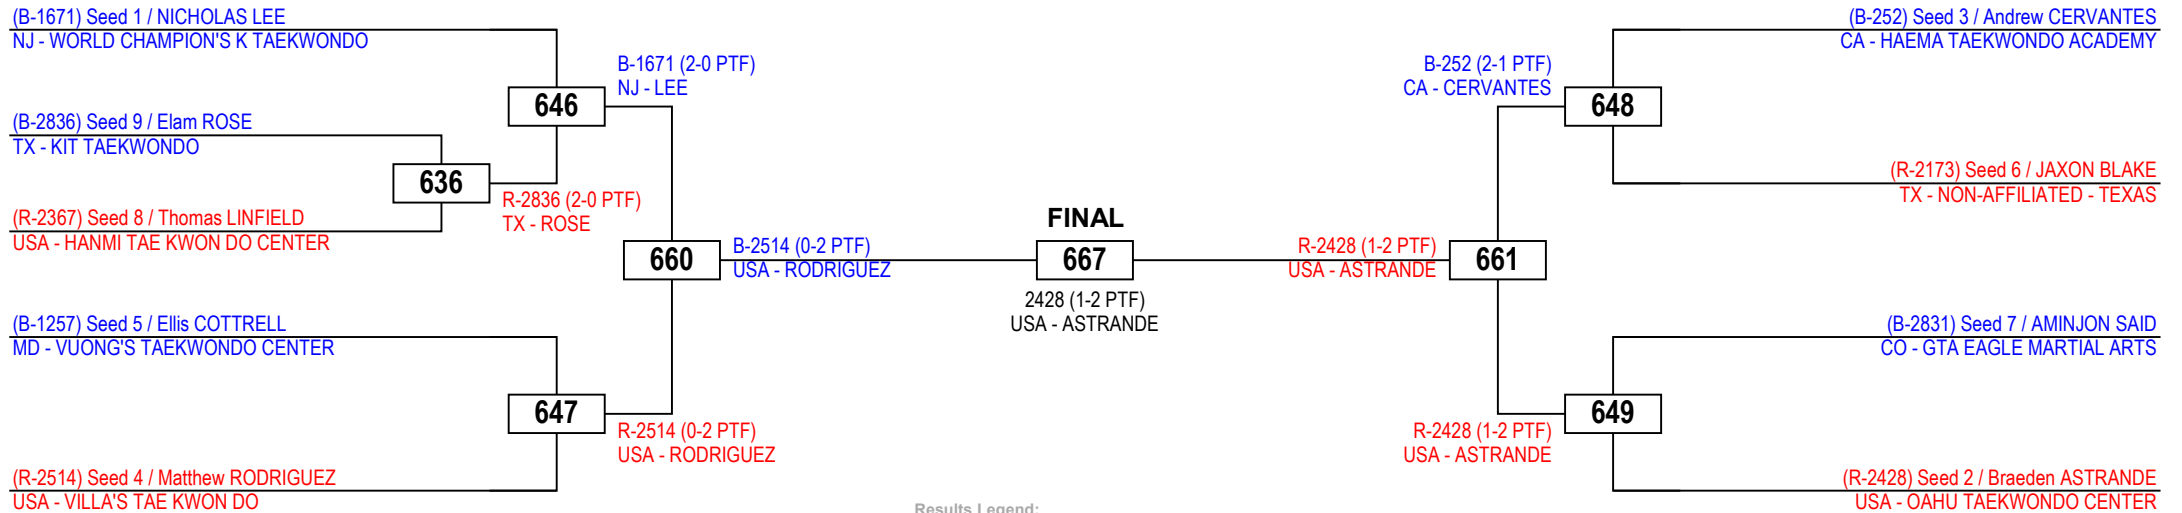 (B-1671) Seed 1 / NICHOLAS LEE
NJ - WORLD CHAMPION'S K TAEKWONDO
B-1671 (2-0 PTF)
NJ - LEE
646
(B-2836) Seed 9 / Elam ROSE
TX - KIT TAEKWONDO
636
R-2836 (2-0 PTF)
TX - ROSE
(R-2367) Seed 8 / Thomas LINFIELD
USA - HANMI TAE KWON DO CENTER
660
B-2514 (0-2 PTF)
USA - RODRIGUEZ
(B-1257) Seed 5 / Ellis COTTRELL
MD - VUONG'S TAEKWONDO CENTER
647
R-2514 (0-2 PTF)
USA - RODRIGUEZ
(R-2514) Seed 4 / Matthew RODRIGUEZ
USA - VILLA'S TAE KWON DO
FINAL
667
2428 (1-2 PTF)
USA - ASTRANDE
(B-252) Seed 3 / Andrew CERVANTES
CA - HAEMA TAEKWONDO ACADEMY
B-252 (2-1 PTF)
CA - CERVANTES
648
(R-2173) Seed 6 / JAXON BLAKE
TX - NON-AFFILIATED - TEXAS
R-2428 (1-2 PTF)
USA - ASTRANDE
661
(B-2831) Seed 7 / AMINJON SAID
CO - GTA EAGLE MARTIAL ARTS
649
R-2428 (1-2 PTF)
USA - ASTRANDE
(R-2428) Seed 2 / Braeden ASTRANDE
USA - OAHU TAEKWONDO CENTER
Results Legend: